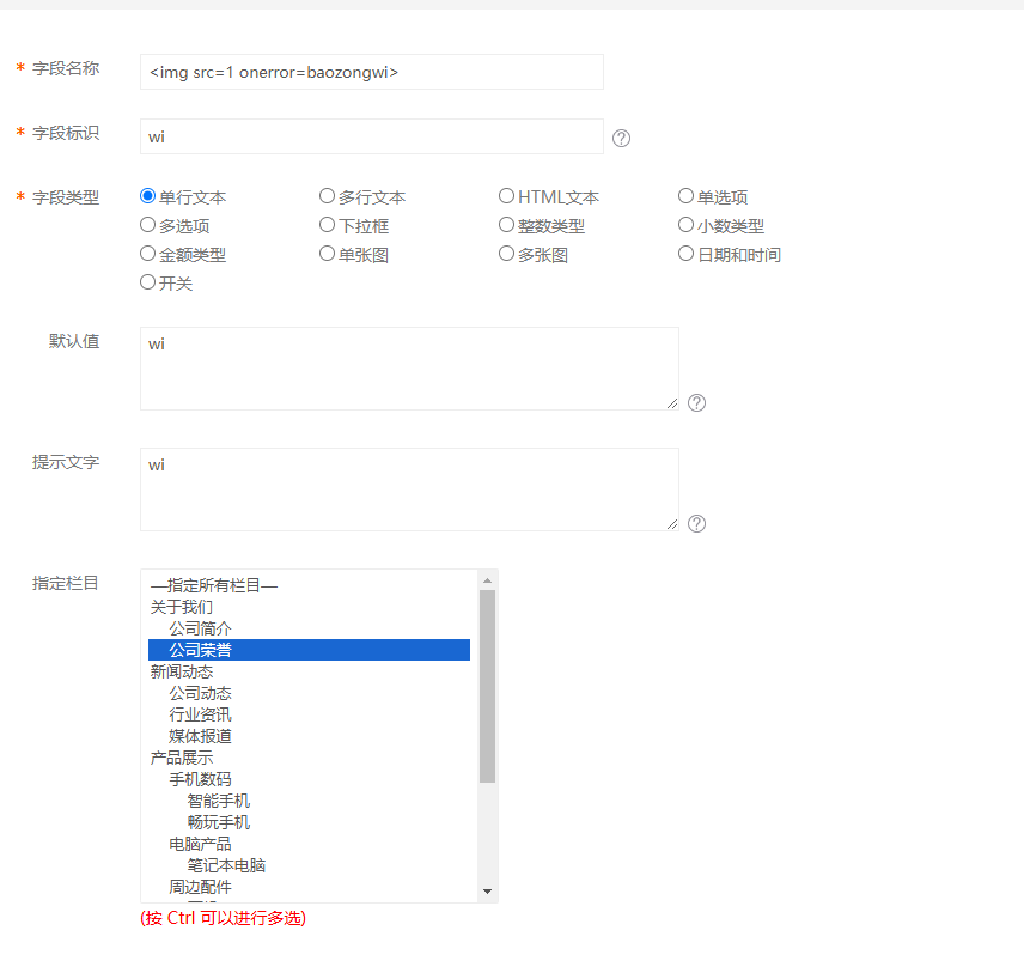 * 字段名称 <img src=1 onerror=baozongwi>
* 字段标识 wi
* 字段类型 单行文本 多行文本 HTML文本 单选项
多选项 下拉框 整数类型 小数类型
金额类型 单张图 多张图 日期和时间
开关
默认值 wi
提示文字 wi
指定栏目 —指定所有栏目—
关于我们
公司简介
公司荣誉
新闻动态
公司动态
行业资讯
媒体报道
产品展示
手机数码
智能手机
畅玩手机
电脑产品
笔记本电脑
周边配件
(按 Ctrl 可以进行多选)